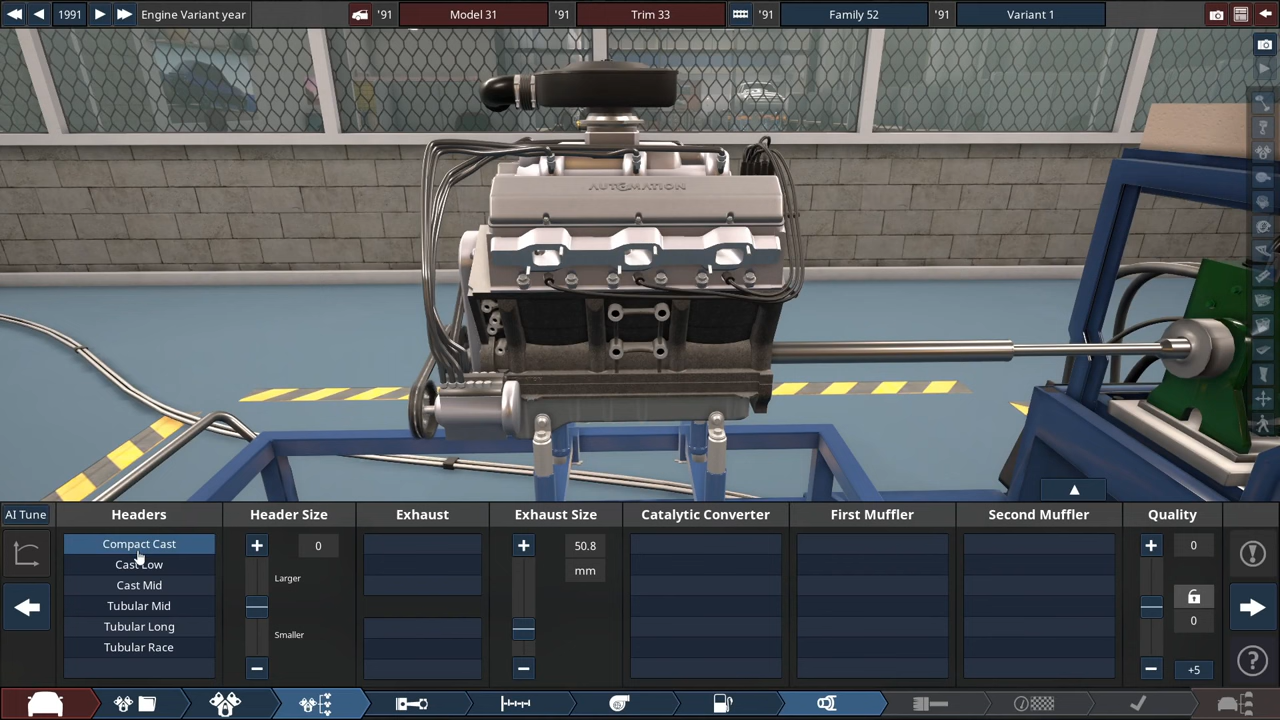 1991 Engine Variant year '91 Model 31 '91 Trim 33 '91 Family 52 '91 Variant 1
AUTOMATION
AI Tune Headers Header Size Exhaust Exhaust Size Catalytic Converter First Muffler Second Muffler Quality
Compact Cast
Cast Low
Cast Mid
Tubular Mid
Tubular Long
Tubular Race
+ 0
Larger
Smaller
-
+ 50.8
mm
-
+ 0
0
- +5